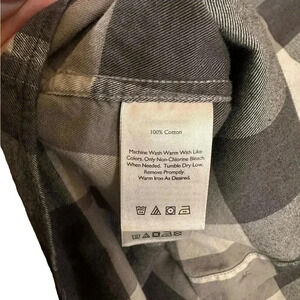 100% Cotton
Machine Wash Warm With Like
Colors. Only Non-Chlorine Bleach
When Needed. Tumble Dry Low.
Remove Promptly.
Warm Iron As Desired.